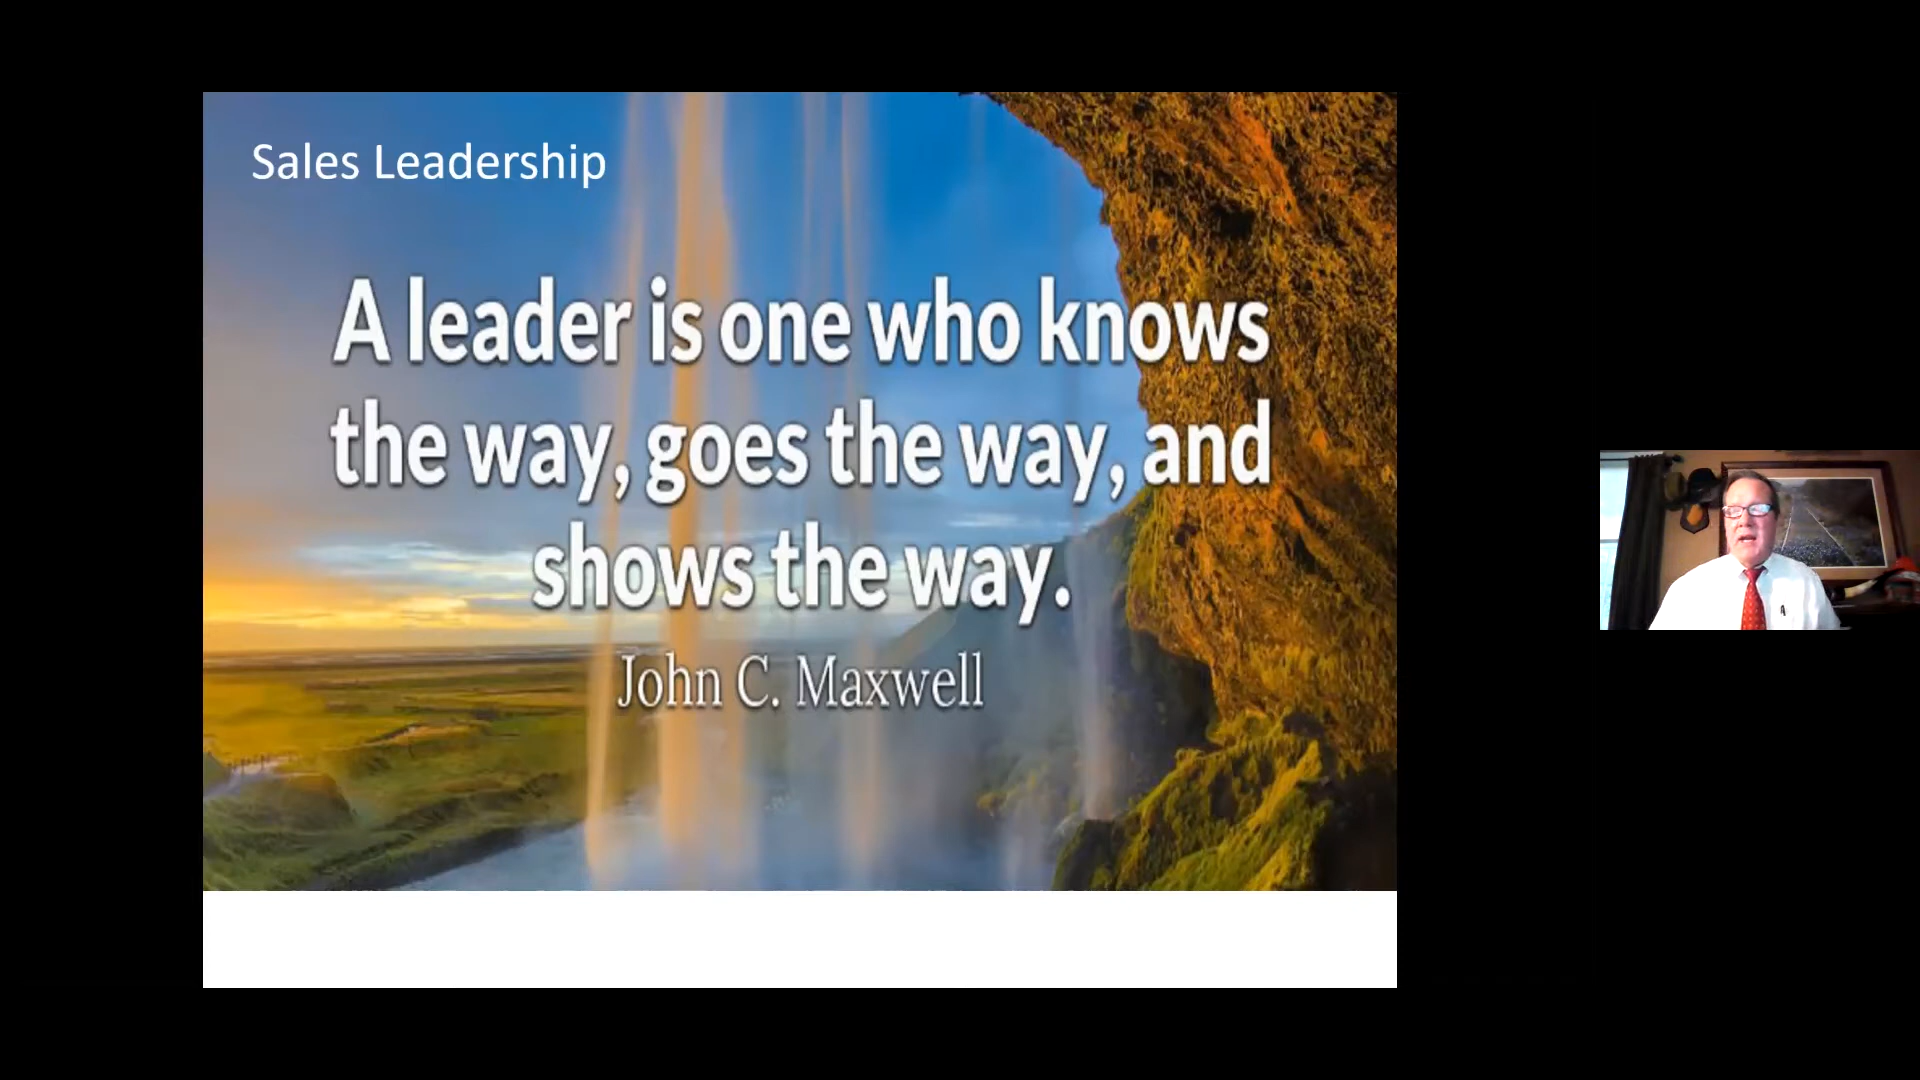 Sales Leadership
A leader is one who knows
the way, goes the way, and
shows the way.
John C. Maxwell